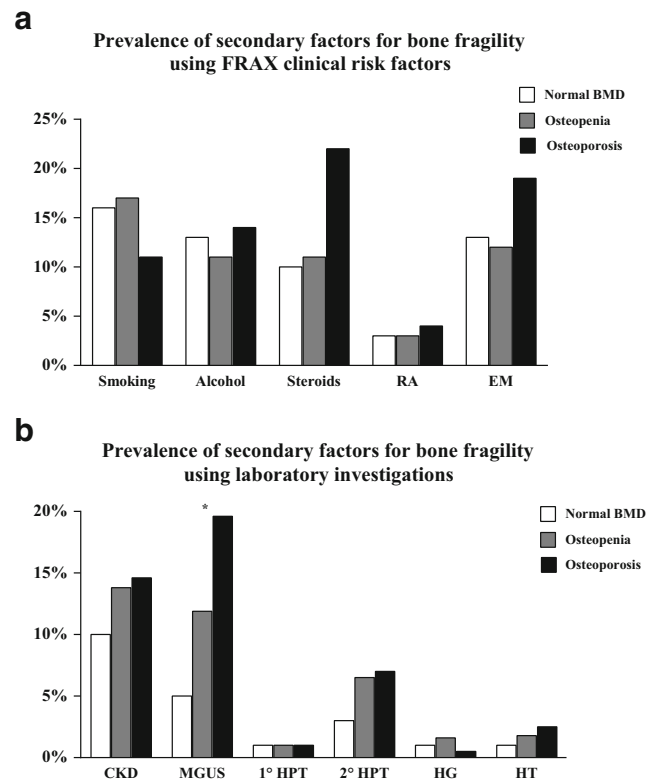 a
Prevalence of secondary factors for bone fragility
using FRAX clinical risk factors
Normal BMD
Osteopenia
Osteoporosis
25%
20%
15%
10%
5%
0%
Smoking Alcohol Steroids RA EM
b
Prevalence of secondary factors for bone fragility
using laboratory investigations
Normal BMD
Osteopenia
Osteoporosis
20%
*
15%
10%
5%
0%
CKD MGUS 1° HPT 2° HPT HG HT